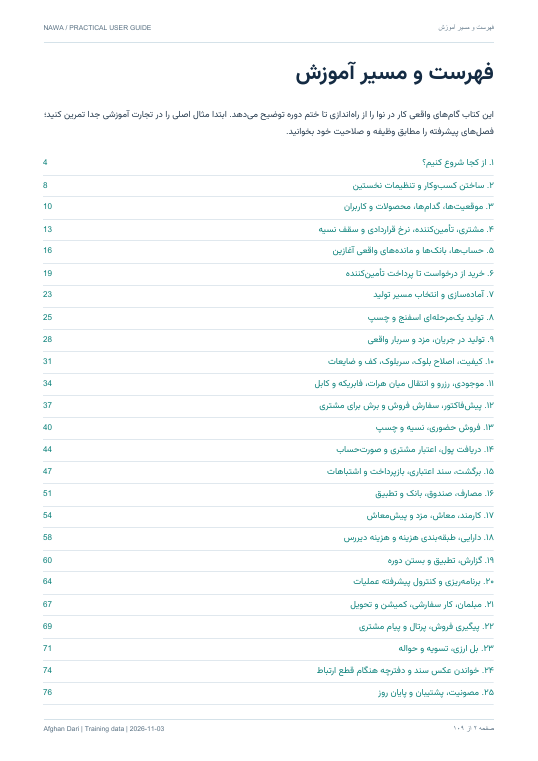 NAWA / PRACTICAL USER GUIDE
فهرست و مسیر آموزش
فهرست و مسیر آموزش
این کتاب گام‌های واقعی کار در نوا را از راه‌اندازی تا ختم دوره توضیح می‌دهد. ابتدا مثال اصلی را در تجارت آموزشی جدا تمرین کنید؛
فصل‌های پیشرفته را مطابق وظیفه و صلاحیت خود بخوانید.
۱. از کجا شروع کنیم؟ 4
۲. ساختن کسب‌وکار و تنظیمات نخستین 8
۳. موقعیت‌ها، گدام‌ها، محصولات و کاربران 10
۴. مشتری، تأمین‌کننده، نرخ قراردادی و سقف نسیه 13
۵. حساب‌ها، بانک‌ها و مانده‌های واقعی آغازین 16
۶. خرید از درخواست تا پرداخت تأمین‌کننده 19
۷. آماده‌سازی و انتخاب مسیر تولید 23
۸. تولید یک‌مرحله‌ای اسفنج و چسپ 25
۹. تولید در جریان، مزد و سربار واقعی 28
۱۰. کیفیت، اصلاح بلوک، سربلوک، کف و ضایعات 31
۱۱. موجودی، رزرو و انتقال میان هرات، فابریکه و کابل 34
۱۲. پیش‌فاکتور، سفارش فروش و برش برای مشتری 37
۱۳. فروش حضوری، نسیه و چسپ 40
۱۴. دریافت پول، اعتبار مشتری و صورت‌حساب 44
۱۵. برگشت، سند اعتباری، بازپرداخت و اشتباهات 47
۱۶. مصارف، صندوق، بانک و تطبیق 51
۱۷. کارمند، معاش، مزد و پیش‌معاش 54
۱۸. دارایی، طبقه‌بندی هزینه و هزینه دیررس 58
۱۹. گزارش، تطبیق و بستن دوره 60
۲۰. برنامه‌ریزی و کنترول پیشرفته عملیات 64
۲۱. مبلمان، کار سفارشی، کمیشن و تحویل 67
۲۲. پیگیری فروش، پرتال و پیام مشتری 69
۲۳. بل ارزی، تسویه و حواله 71
۲۴. خواندن عکس سند و دفترچه هنگام قطع ارتباط 74
۲۵. مصونیت، پشتیبان و پایان روز 76
Afghan Dari | Training data | 2026-11-03
صفحه ۲ از ۱۰۹